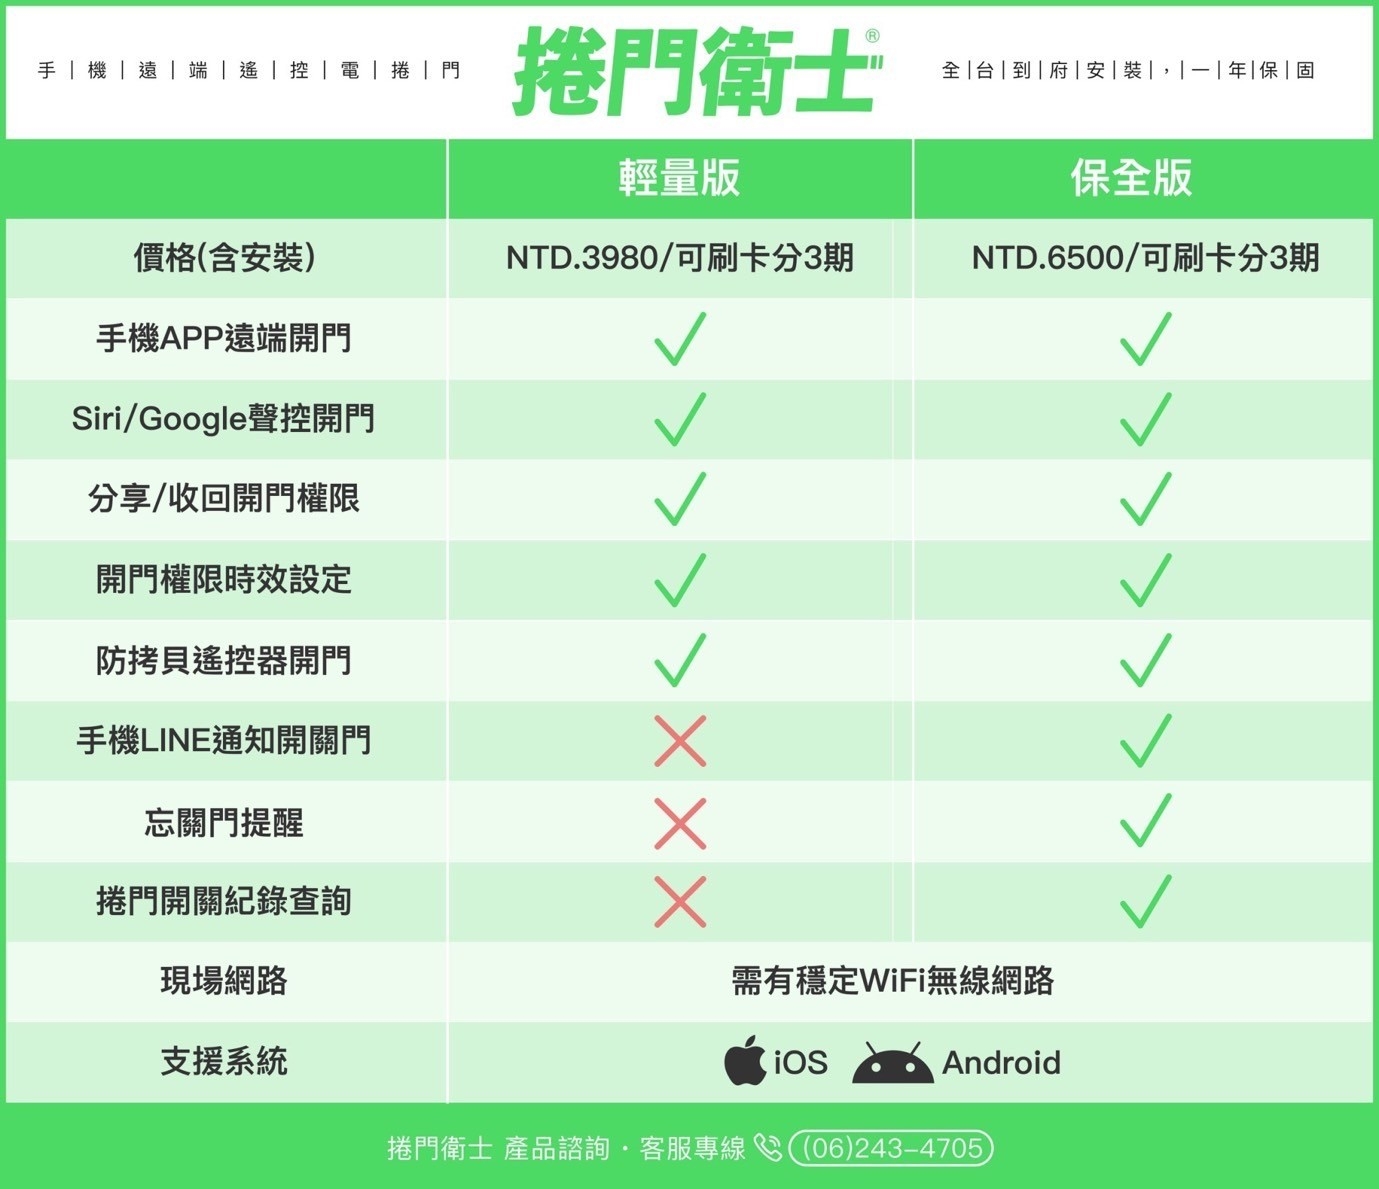 手|機|遠|端|遙|控|電|捲|門
捲門衛士®
全|台|到|府|安|裝|，|一|年|保|固
輕量版
保全版
價格(含安裝)
NTD.3980/可刷卡分3期
NTD.6500/可刷卡分3期
手機APP遠端開門
Siri/Google聲控開門
分享/收回開門權限
開門權限時效設定
防拷貝遙控器開門
手機LINE通知開關門
忘關門提醒
捲門開關紀錄查詢
現場網路
需有穩定WiFi無線網路
支援系統
iOS
Android
捲門衛士 產品諮詢・客服專線 (06)243-4705